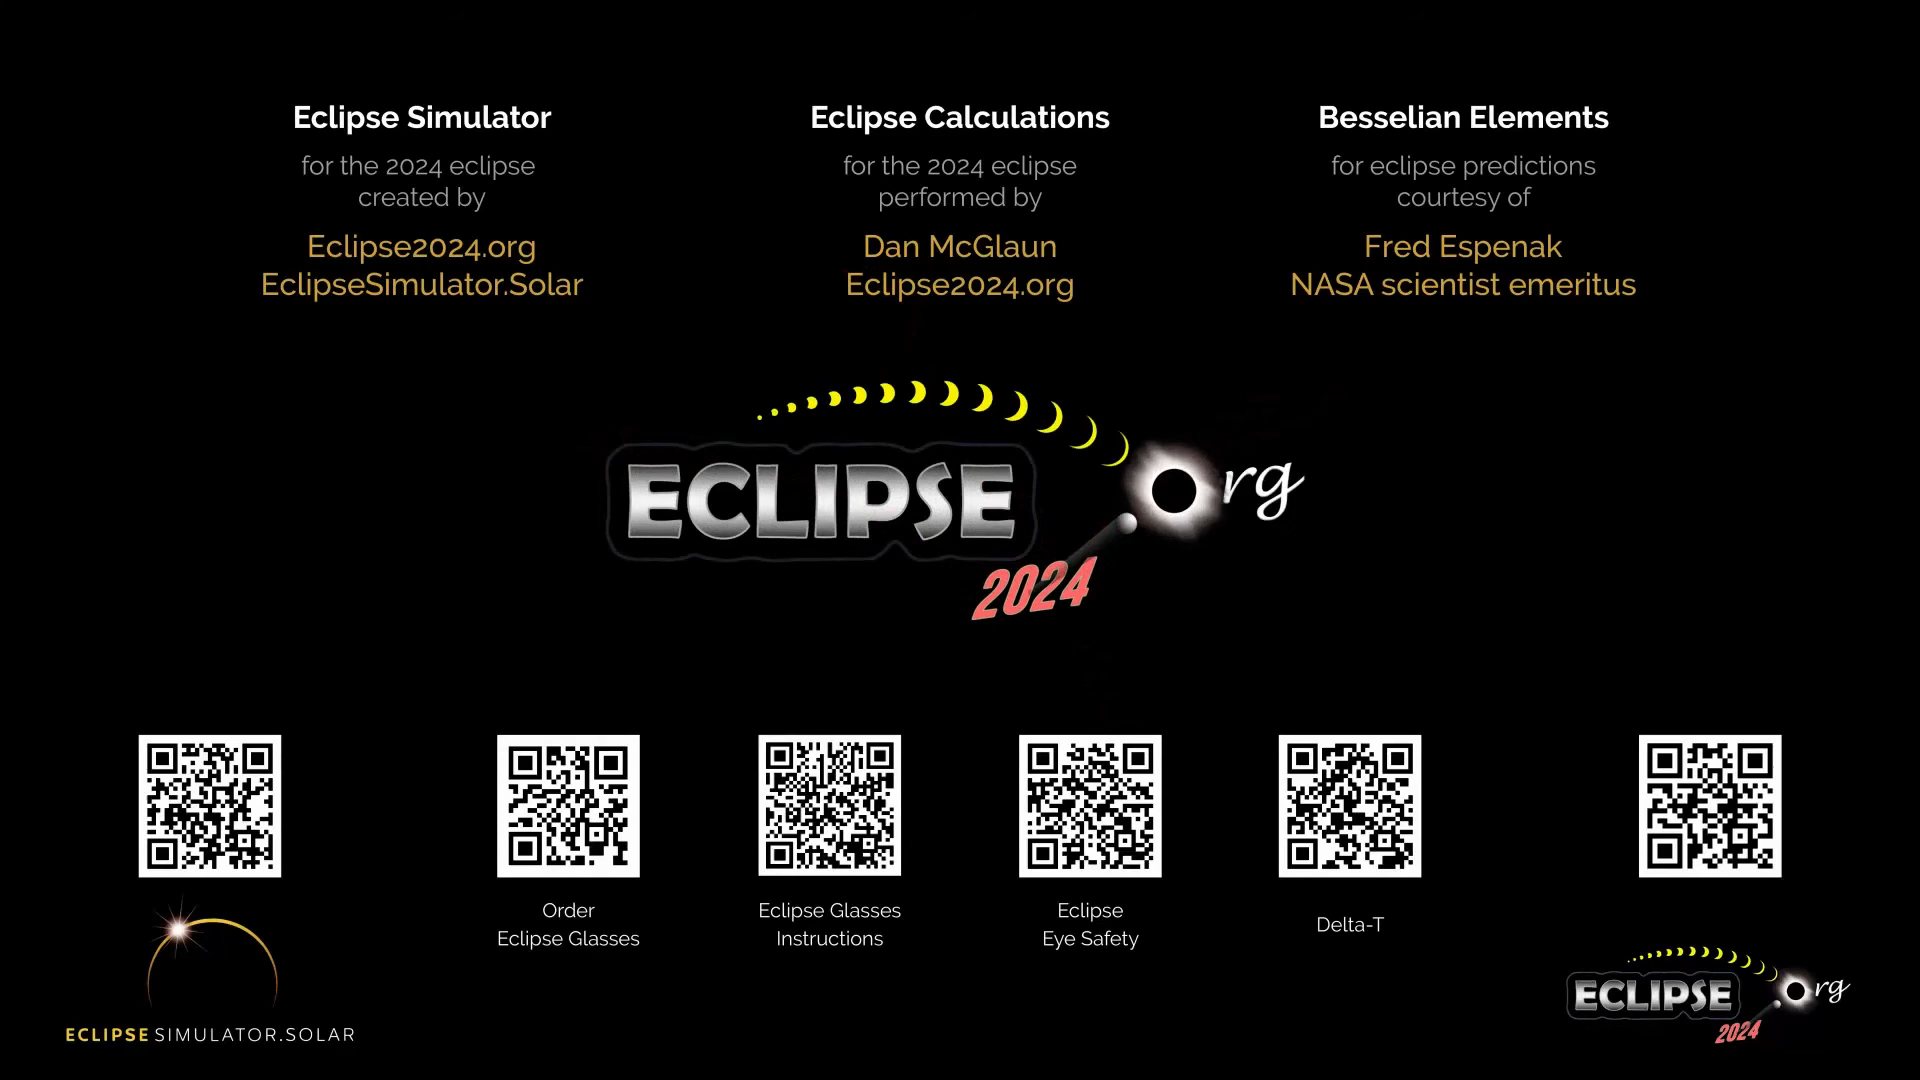 Eclipse Simulator
for the 2024 eclipse
created by
Eclipse2024.org
EclipseSimulator.Solar
Eclipse Calculations
for the 2024 eclipse
performed by
Dan McGlaun
Eclipse2024.org
Besselian Elements
for eclipse predictions
courtesy of
Fred Espenak
NASA scientist emeritus
ECLIPSE Org
2024
ECLIPSESIMULATOR.SOLAR
Order
Eclipse Glasses
Eclipse Glasses
Instructions
Eclipse
Eye Safety
Delta-T
ECLIPSE Org
2024